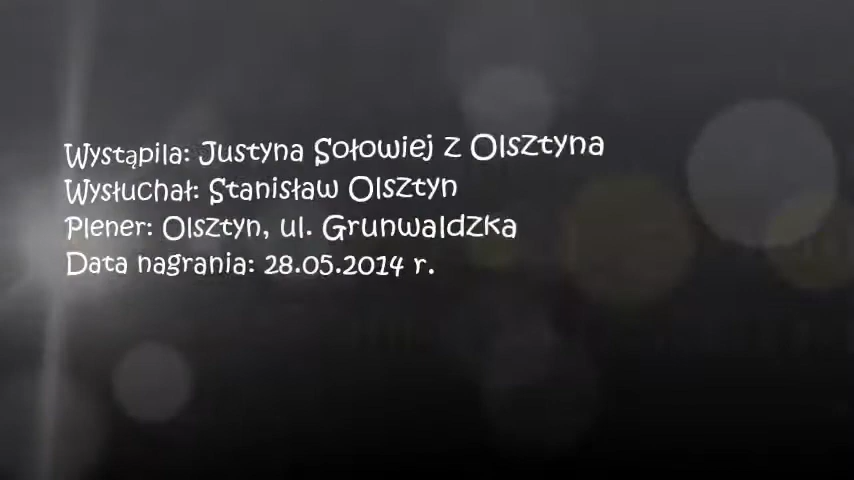 Wystąpila: Justyna Sołowiej z Olsztyna
Wysłuchał: Stanisław Olsztyn
Plener: Olsztyn, ul. Grunwaldzka
Data nagrania: 28.05.2014 r.